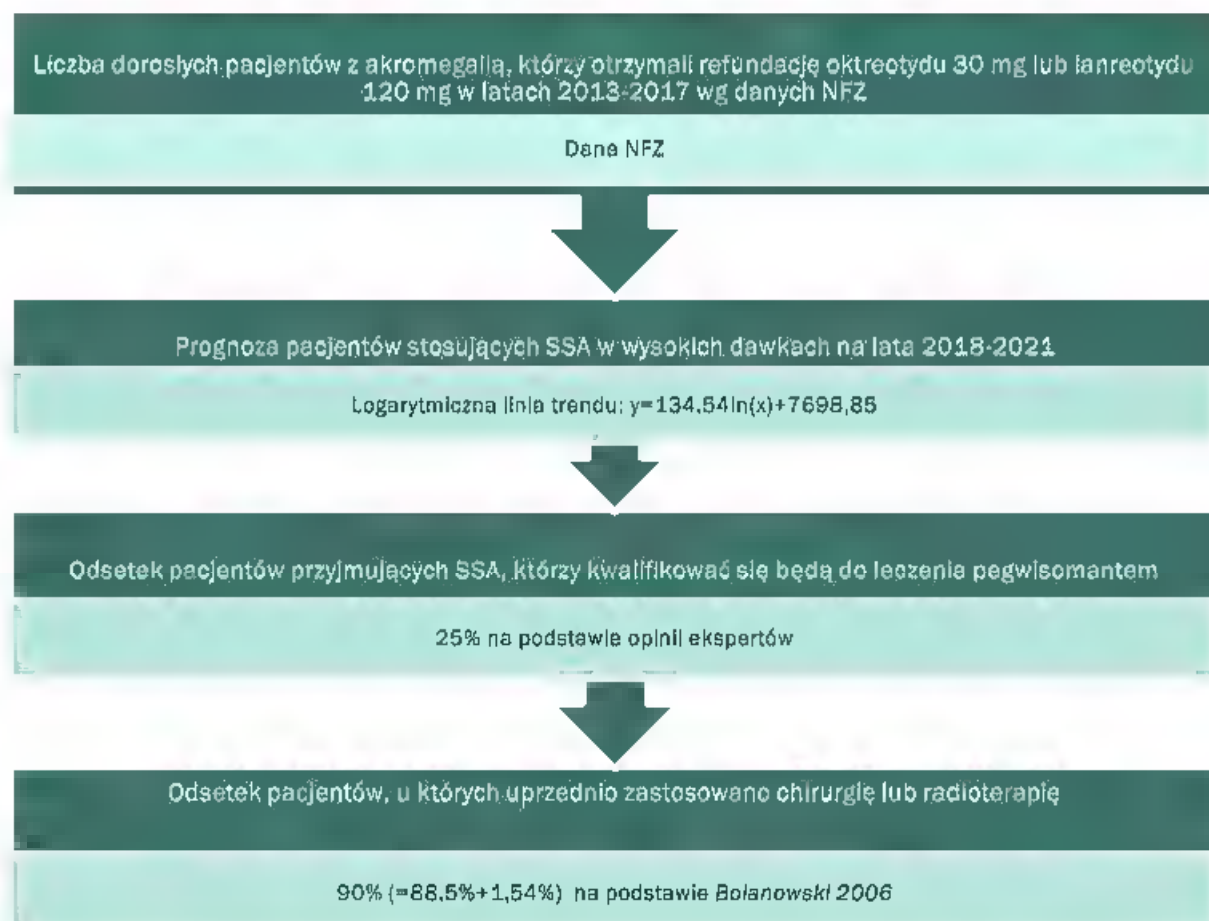 Liczba dorosłych pacjentów z akromegalią, którzy otrzymali refundację oktreotydu 30 mg lub lanreotydu
120 mg w latach 2013-2017 wg danych NFZ
Dane NFZ
Prognoza pacjentów stosujących SSA w wysokich dawkach na lata 2018-2021
Logarytmiczna linia trendu: y=134,54ln(x)+7698,85
Odsetek pacjentów przyjmujących SSA, którzy kwalifikować się będą do leczenia pegwisomantem
25% na podstawie opinii ekspertów
Odsetek pacjentów, u których uprzednio zastosowano chirurgię lub radioterapię
90% (=88,5%+1,54%) na podstawie Bolanowski 2006